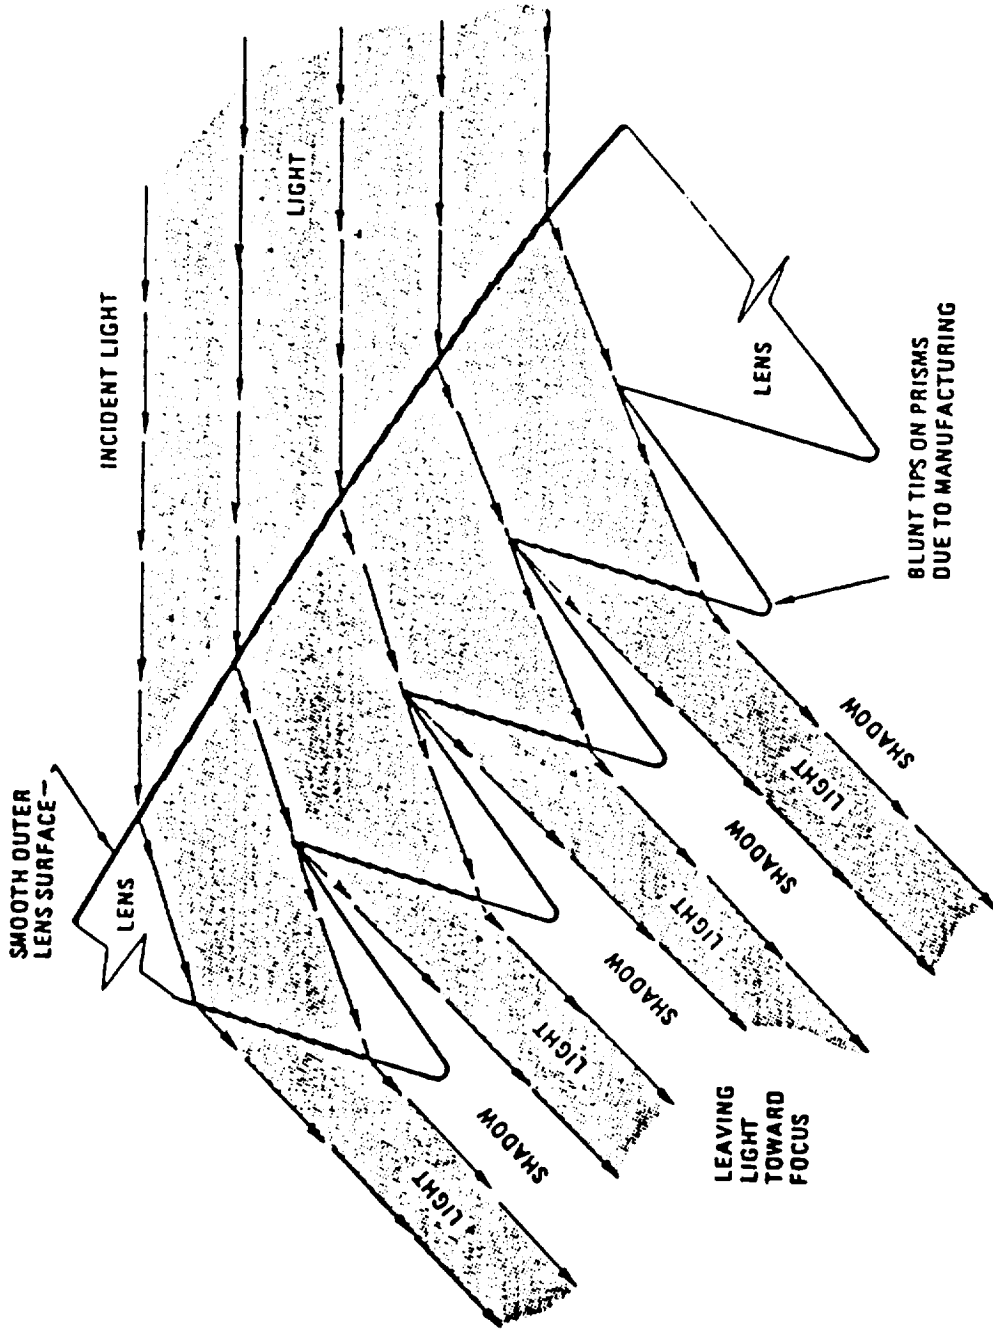 SMOOTH OUTER
LENS SURFACE
LENS
INCIDENT LIGHT
LIGHT
LENS
BLUNT TIPS ON PRISMS
DUE TO MANUFACTURING
LIGHT
SHADOW
LIGHT
SHADOW
LIGHT
SHADOW
LIGHT
SHADOW
LEAVING
LIGHT
TOWARD
FOCUS